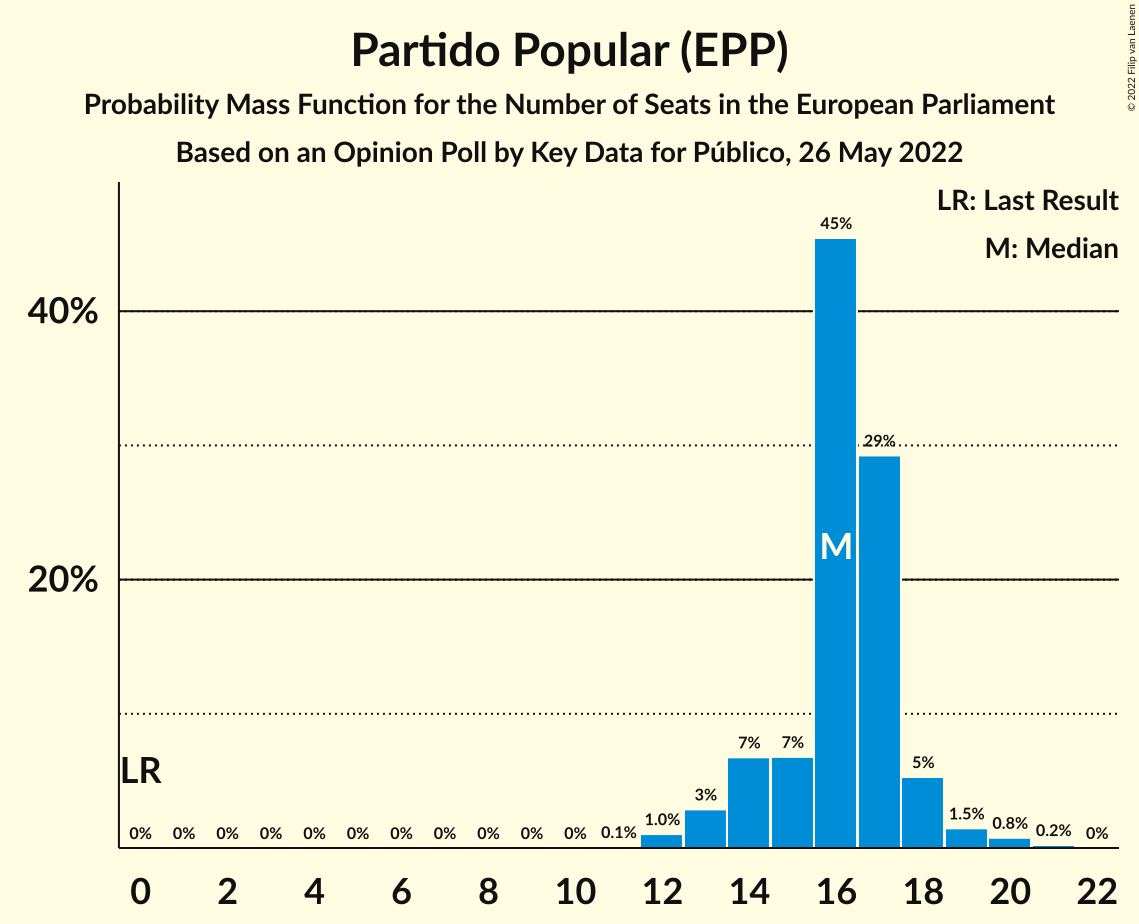 Partido Popular (EPP)
Probability Mass Function for the Number of Seats in the European Parliament
Based on an Opinion Poll by Key Data for Público, 26 May 2022
© 2022 Filip van Laenen
LR: Last Result
M: Median
45%
40%
29%
M
20%
7% 7%
5%
LR
3%
1.5%
1.0%
0.8%
0.2%
0% 0% 0% 0% 0% 0% 0% 0% 0% 0% 0% 0.1% 0%
0 2 4 6 8 10 12 14 16 18 20 22